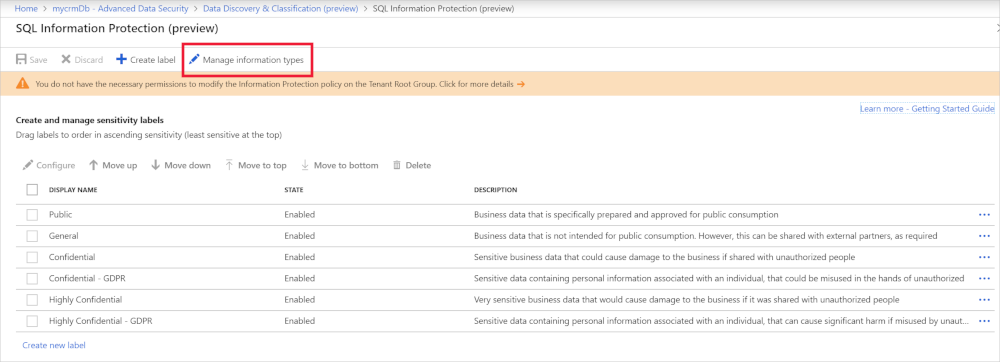 Home > mycrmDb - Advanced Data Security > Data Discovery & Classification (preview) > SQL Information Protection (preview)
SQL Information Protection (preview)
Save Discard Create label Manage information types
You do not have the necessary permissions to modify the Information Protection policy on the Tenant Root Group. Click for more details →
Learn more - Getting Started Guide
Create and manage sensitivity labels
Drag labels to order in ascending sensitivity (least sensitive at the top)
Configure Move up Move down Move to top Move to bottom Delete
DISPLAY NAME STATE DESCRIPTION
Public Enabled Business data that is specifically prepared and approved for public consumption ...
General Enabled Business data that is not intended for public consumption. However, this can be shared with external partners, as required ...
Confidential Enabled Sensitive business data that could cause damage to the business if shared with unauthorized people ...
Confidential - GDPR Enabled Sensitive data containing personal information associated with an individual, that could be misused in the hands of unauthorized ...
Highly Confidential Enabled Very sensitive business data that would cause damage to the business if it was shared with unauthorized people ...
Highly Confidential - GDPR Enabled Sensitive data containing personal information associated with an individual, that can cause significant harm if misused by unaut... ...
Create new label